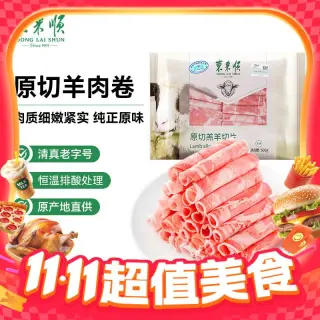 東来順
DONG LAI SHUN
Since 1903
原切羊肉卷
肉质细嫩紧实 纯正原味
清真老字号
恒温排酸处理
原产地直供
東来順
原切羔羊切片
11·11超值美食